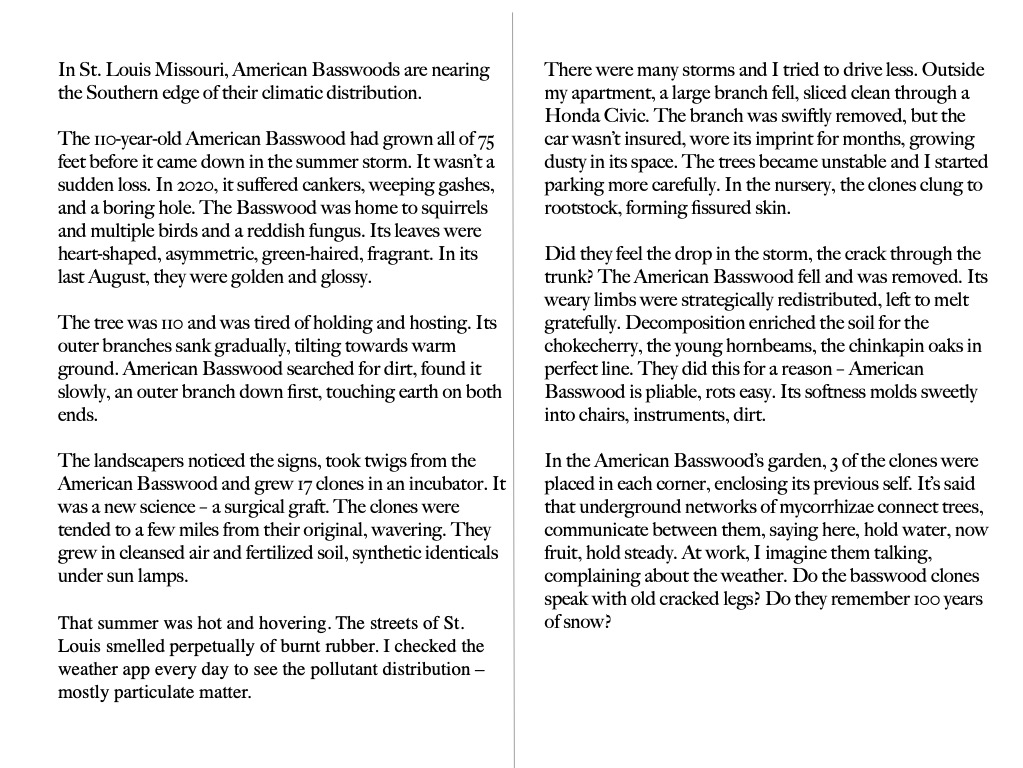 In St. Louis Missouri, American Basswoods are nearing
the Southern edge of their climatic distribution.
The 110-year-old American Basswood had grown all of 75
feet before it came down in the summer storm. It wasn't a
sudden loss. In 2020, it suffered cankers, weeping gashes,
and a boring hole. The Basswood was home to squirrels
and multiple birds and a reddish fungus. Its leaves were
heart-shaped, asymmetric, green-haired, fragrant. In its
last August, they were golden and glossy.
The tree was 110 and was tired of holding and hosting. Its
outer branches sank gradually, tilting towards warm
ground. American Basswood searched for dirt, found it
slowly, an outer branch down first, touching earth on both
ends.
The landscapers noticed the signs, took twigs from the
American Basswood and grew 17 clones in an incubator. It
was a new science – a surgical graft. The clones were
tended to a few miles from their original, wavering. They
grew in cleansed air and fertilized soil, synthetic identicals
under sun lamps.
That summer was hot and hovering. The streets of St.
Louis smelled perpetually of burnt rubber. I checked the
weather app every day to see the pollutant distribution –
mostly particulate matter.
There were many storms and I tried to drive less. Outside
my apartment, a large branch fell, sliced clean through a
Honda Civic. The branch was swiftly removed, but the
car wasn't insured, wore its imprint for months, growing
dusty in its space. The trees became unstable and I started
parking more carefully. In the nursery, the clones clung to
rootstock, forming fissured skin.
Did they feel the drop in the storm, the crack through the
trunk? The American Basswood fell and was removed. Its
weary limbs were strategically redistributed, left to melt
gratefully. Decomposition enriched the soil for the
chokecherry, the young hornbeams, the chinkapin oaks in
perfect line. They did this for a reason – American
Basswood is pliable, rots easy. Its softness molds sweetly
into chairs, instruments, dirt.
In the American Basswood's garden, 3 of the clones were
placed in each corner, enclosing its previous self. It's said
that underground networks of mycorrhizae connect trees,
communicate between them, saying here, hold water, now
fruit, hold steady. At work, I imagine them talking,
complaining about the weather. Do the basswood clones
speak with old cracked legs? Do they remember 100 years
of snow?